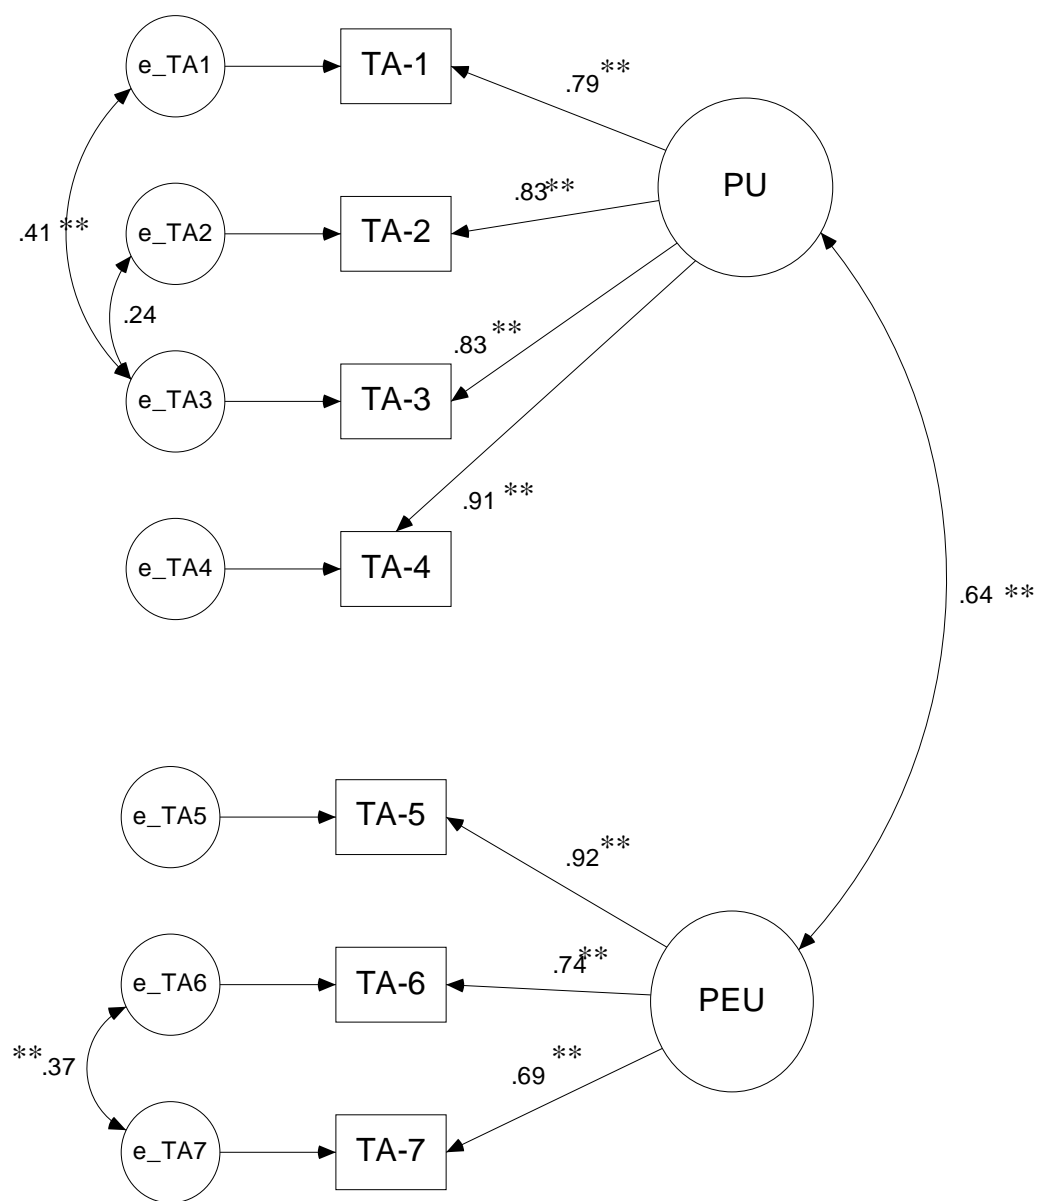 e_TA1
TA-1
.79**
PU
.83**
e_TA2
TA-2
.41 **
.24
.83 **
e_TA3
TA-3
.91 **
e_TA4
TA-4
.64 **
e_TA5
TA-5
.92**
.74**
e_TA6
TA-6
PEU
**.37
.69 **
e_TA7
TA-7